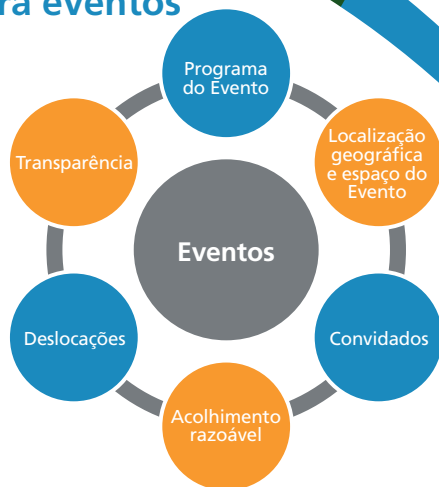 ra eventos
Programa
do Evento
Localização
geográfica
e espaço do
Evento
Transparência
Eventos
Deslocações
Convidados
Acolhimento
razoável